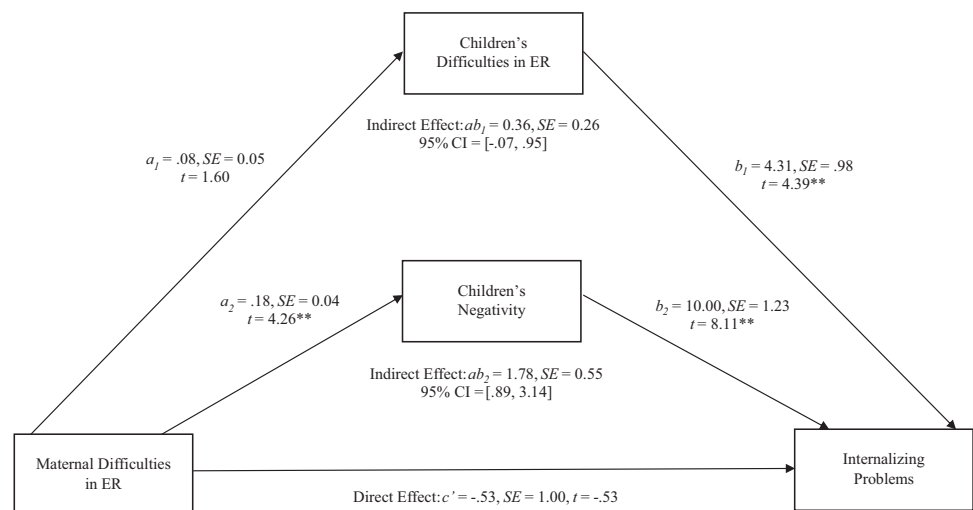 Children's
Difficulties in ER
Indirect Effect: ab1 = 0.36, SE = 0.26
95% CI = [-.07, .95]
a1 = .08, SE = 0.05
t = 1.60
b1 = 4.31, SE = .98
t = 4.39**
Children's
Negativity
a2 = .18, SE = 0.04
t = 4.26**
b2 = 10.00, SE = 1.23
t = 8.11**
Indirect Effect: ab2 = 1.78, SE = 0.55
95% CI =[.89, 3.14]
Maternal Difficulties
in ER
Internalizing
Problems
Direct Effect: c' = -.53, SE = 1.00, t = -.53